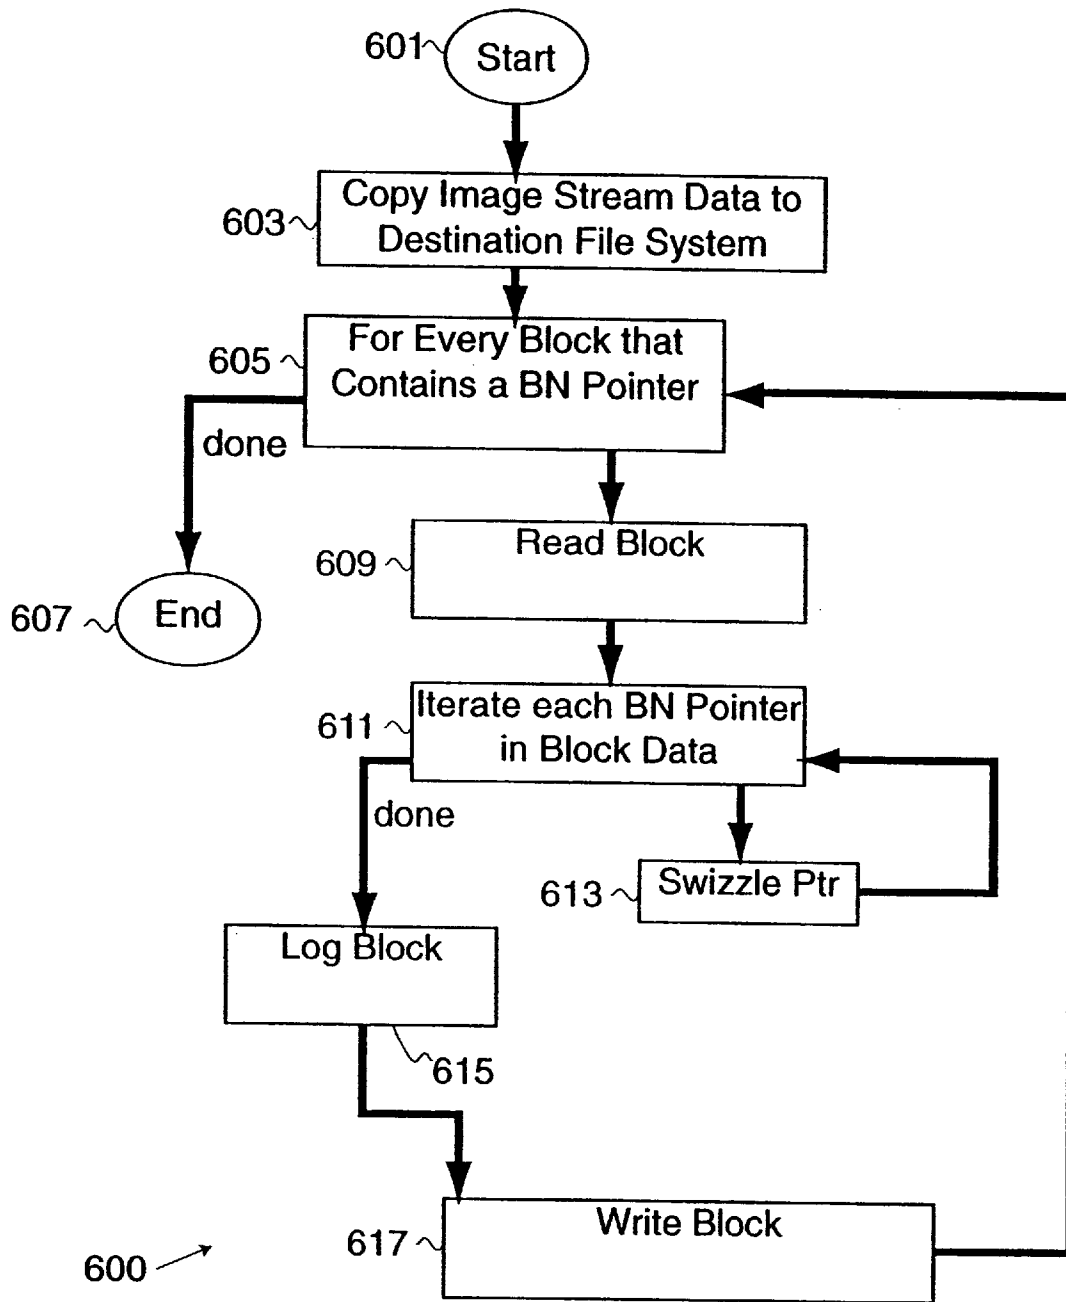 601
Start
603
Copy Image Stream Data to
Destination File System
605
For Every Block that
Contains a BN Pointer
done
609
Read Block
607
End
611
Iterate each BN Pointer
in Block Data
done
613
Swizzle Ptr
Log Block
615
617
Write Block
600